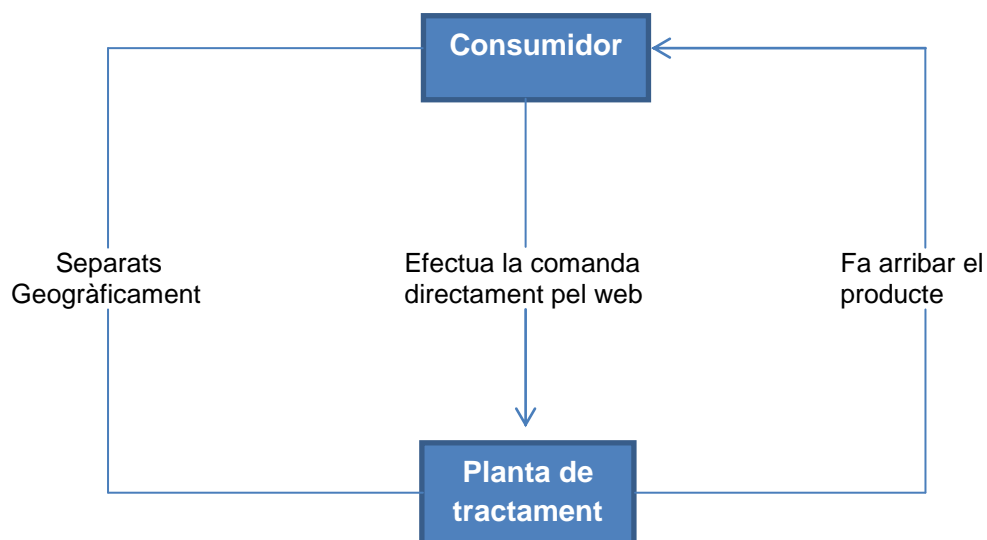 Consumidor
Separats
Geogràficament
Efectua la comanda
directament pel web
Fa arribar el
producte
Planta de
tractament